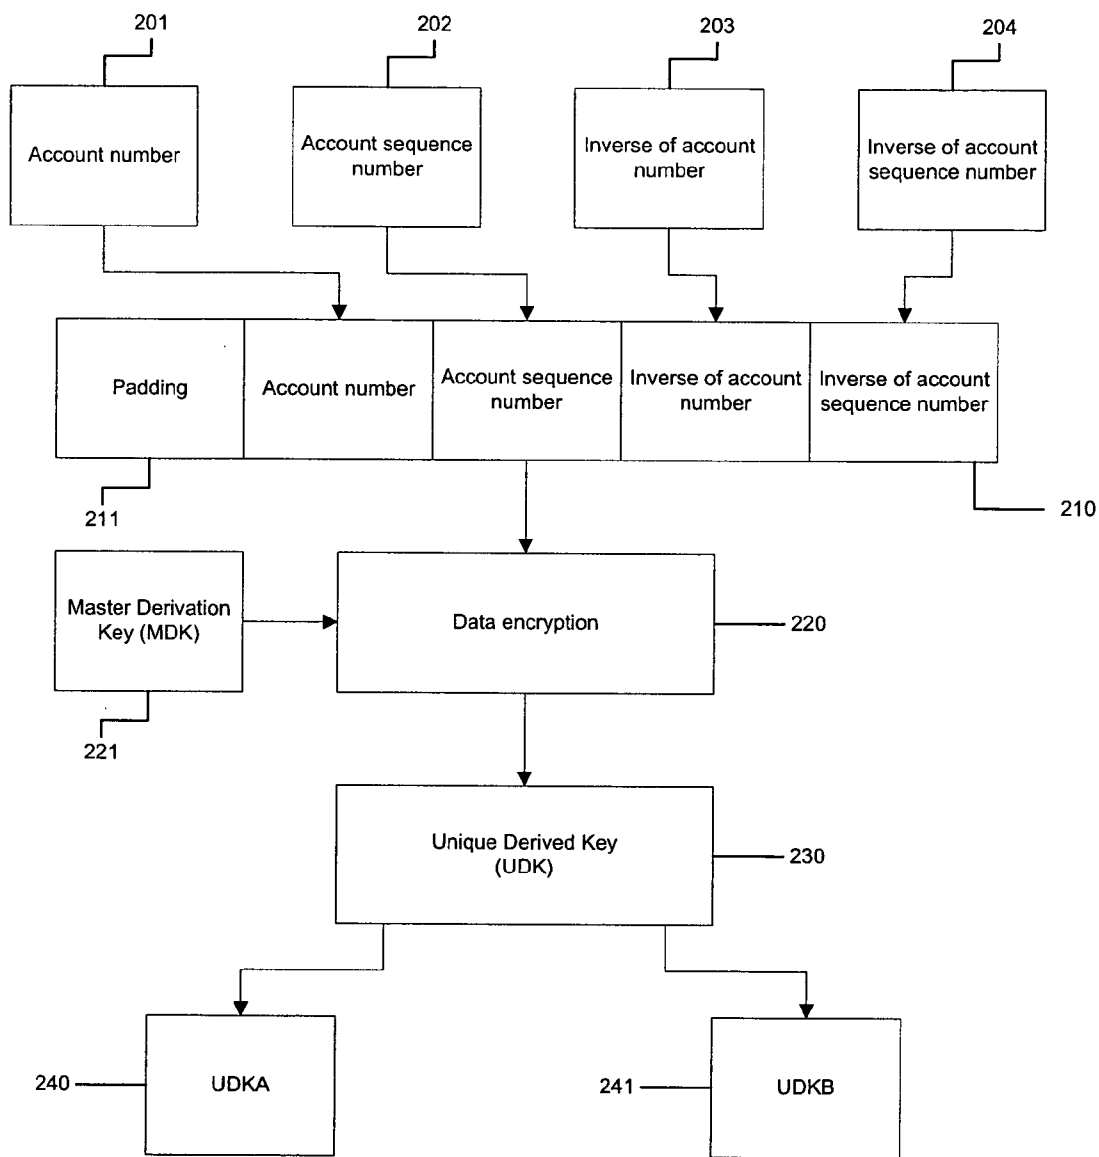 201
202
203
204
Account number
Account sequence
number
Inverse of account
number
Inverse of account
sequence number
Padding
Account number
Account sequence
number
Inverse of account
number
Inverse of account
sequence number
211
210
Master Derivation
Key (MDK)
Data encryption
220
221
Unique Derived Key
(UDK)
230
240
UDKA
241
UDKB